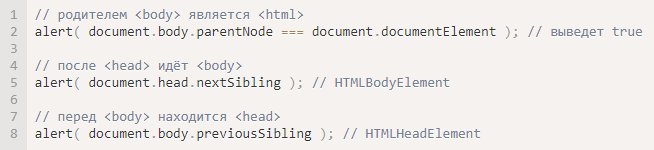 1 // родителем <body> является <html>
2 alert( document.body.parentNode === document.documentElement ); // выведет true
3
4 // после <head> идёт <body>
5 alert( document.head.nextSibling ); // HTMLBodyElement
6
7 // перед <body> находится <head>
8 alert( document.body.previousSibling ); // HTMLHeadElement